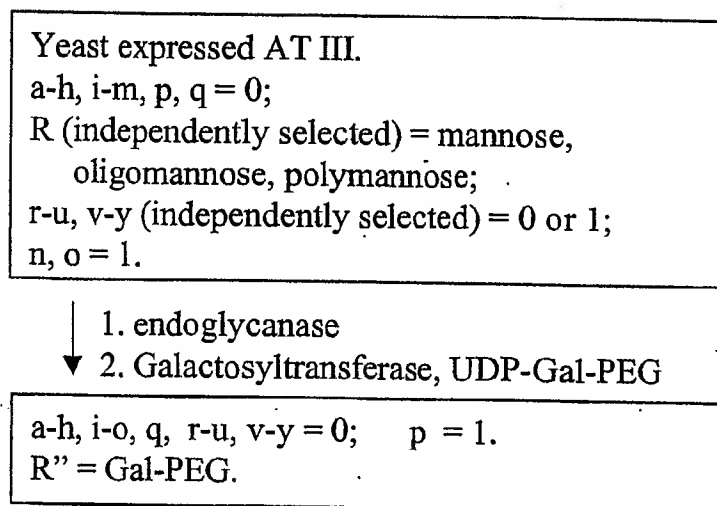 Yeast expressed AT III.
a-h, i-m, p, q = 0;
R (independently selected) = mannose,
oligomannose, polymannose;
r-u, v-y (independently selected) = 0 or 1;
n, o = 1.
1. endoglycanase
2. Galactosyltransferase, UDP-Gal-PEG
a-h, i-o, q, r-u, v-y = 0; p = 1.
R” = Gal-PEG.